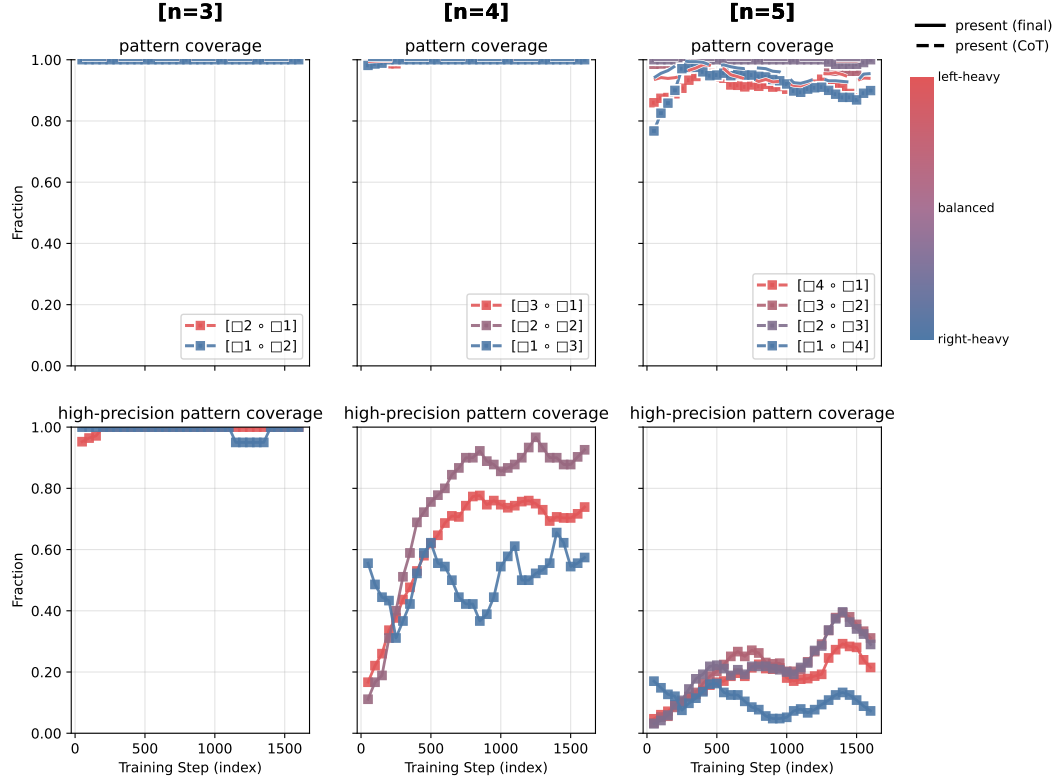 [n=3]
[n=4]
[n=5]
present (final)
present (CoT)
left-heavy
balanced
right-heavy
pattern coverage
1.00
0.80
0.60
0.40
0.20
0.00
Fraction
[□2 ∘ □1]
[□1 ∘ □2]
pattern coverage
[□3 ∘ □1]
[□2 ∘ □2]
[□1 ∘ □3]
pattern coverage
[□4 ∘ □1]
[□3 ∘ □2]
[□2 ∘ □3]
[□1 ∘ □4]
high-precision pattern coverage
1.00
0.80
0.60
0.40
0.20
0.00
Fraction
0 500 1000 1500
Training Step (index)
high-precision pattern coverage
0 500 1000 1500
Training Step (index)
high-precision pattern coverage
0 500 1000 1500
Training Step (index)